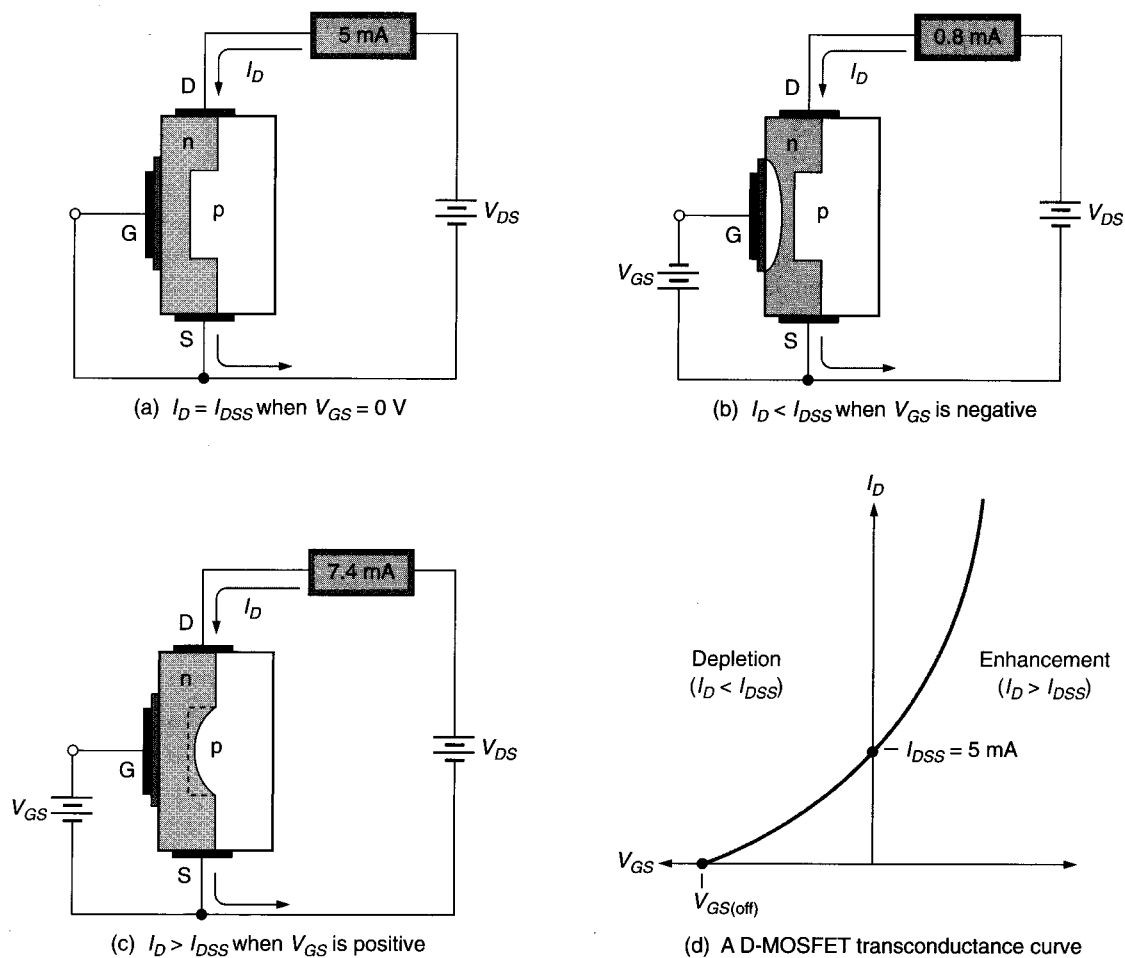 5 mA
I_D
D
n
p
G
V_DS
S
(a) I_D = I_DSS when V_GS = 0 V
0.8 mA
I_D
D
n
p
G
V_GS
V_DS
S
(b) I_D < I_DSS when V_GS is negative
7.4 mA
I_D
D
n
p
G
V_GS
V_DS
S
(c) I_D > I_DSS when V_GS is positive
I_D
Depletion
(I_D < I_DSS)
Enhancement
(I_D > I_DSS)
I_DSS = 5 mA
V_GS
V_GS(off)
(d) A D-MOSFET transconductance curve